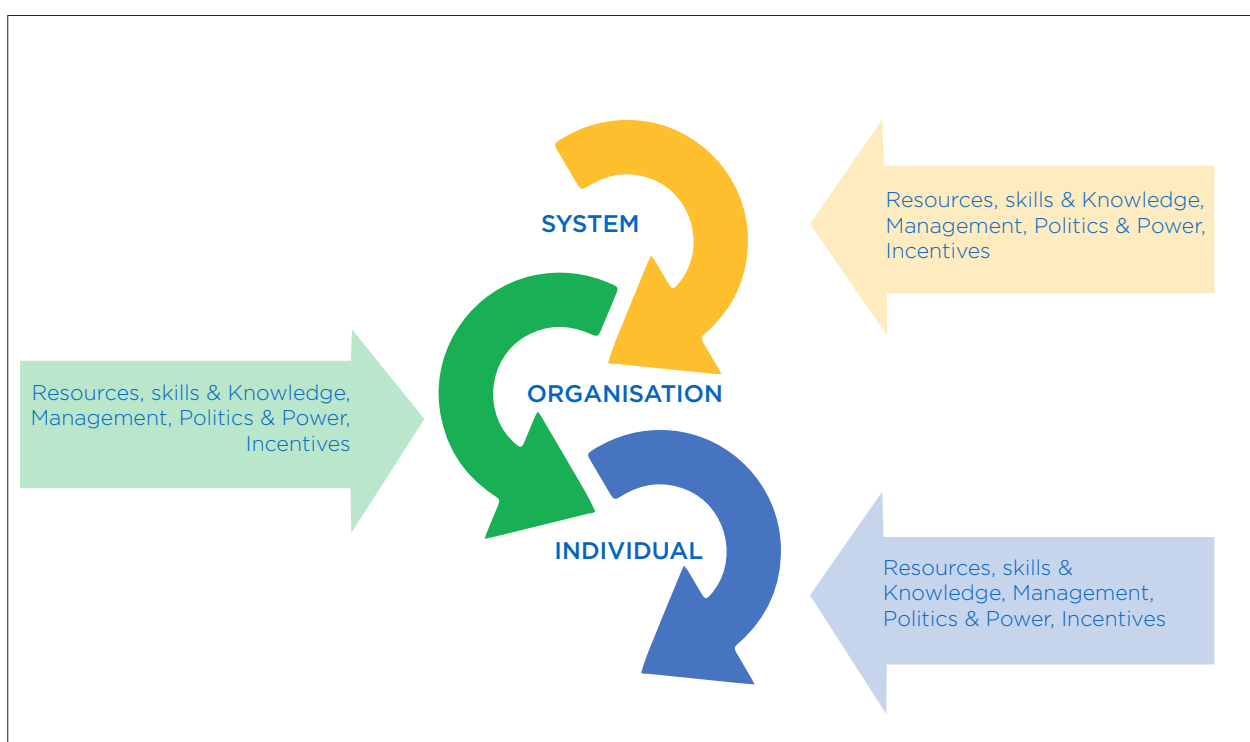 SYSTEM
Resources, skills & Knowledge,
Management, Politics & Power,
Incentives
Resources, skills & Knowledge,
Management, Politics & Power,
Incentives
ORGANISATION
INDIVIDUAL
Resources, skills &
Knowledge, Management,
Politics & Power, Incentives